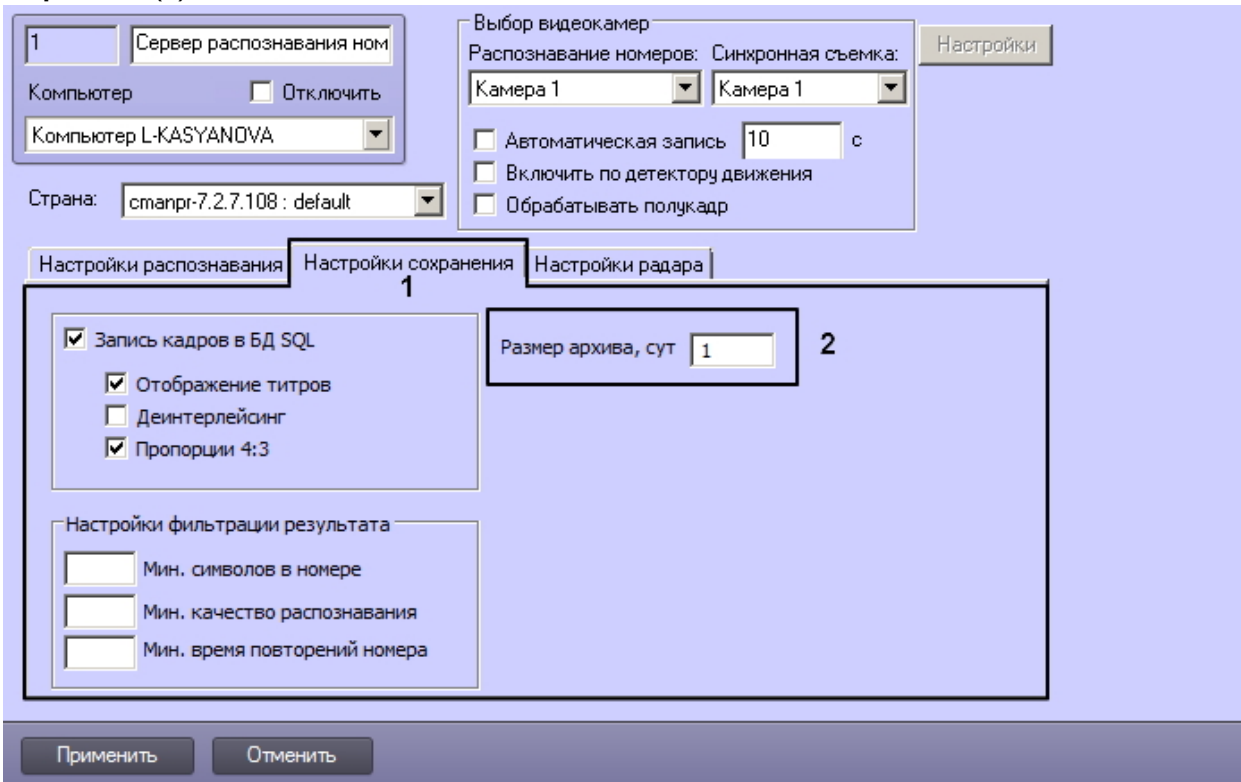 1
Сервер распознавания ном
Компьютер
Отключить
Компьютер L-KASYANOVA
Страна:
cmanpr-7.2.7.108 : default
Выбор видеокамер
Распознавание номеров: Синхронная съемка:
Камера 1
Камера 1
Автоматическая запись 10 с
Включить по детектору движения
Обрабатывать полукадр
Настройки
Настройки распознавания Настройки сохранения Настройки радара
1
Запись кадров в БД SQL
Отображение титров
Деинтерлейсинг
Пропорции 4:3
Размер архива, сут 1
2
Настройки фильтрации результата
Мин. символов в номере
Мин. качество распознавания
Мин. время повторений номера
Применить Отменить